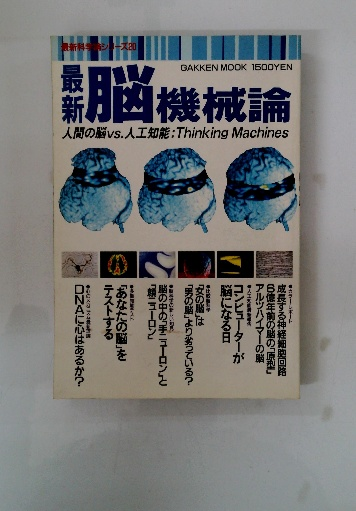 最新科学論シリーズ20
GAKKEN MOOK 1500YEN
最新 脳機械論
人間の脳vs.人工知能:Thinking Machines
成長する神経細胞回路
8億年前の脳の「原型」
アルツハイマーの脳
コンピューターが
脳になる日
「女の脳」は
「男の脳」より劣っている?
脳の中の「手ニューロン」と
「顔ニューロン」
「あなたの脳」を
テストする
DNAに心はあるか?